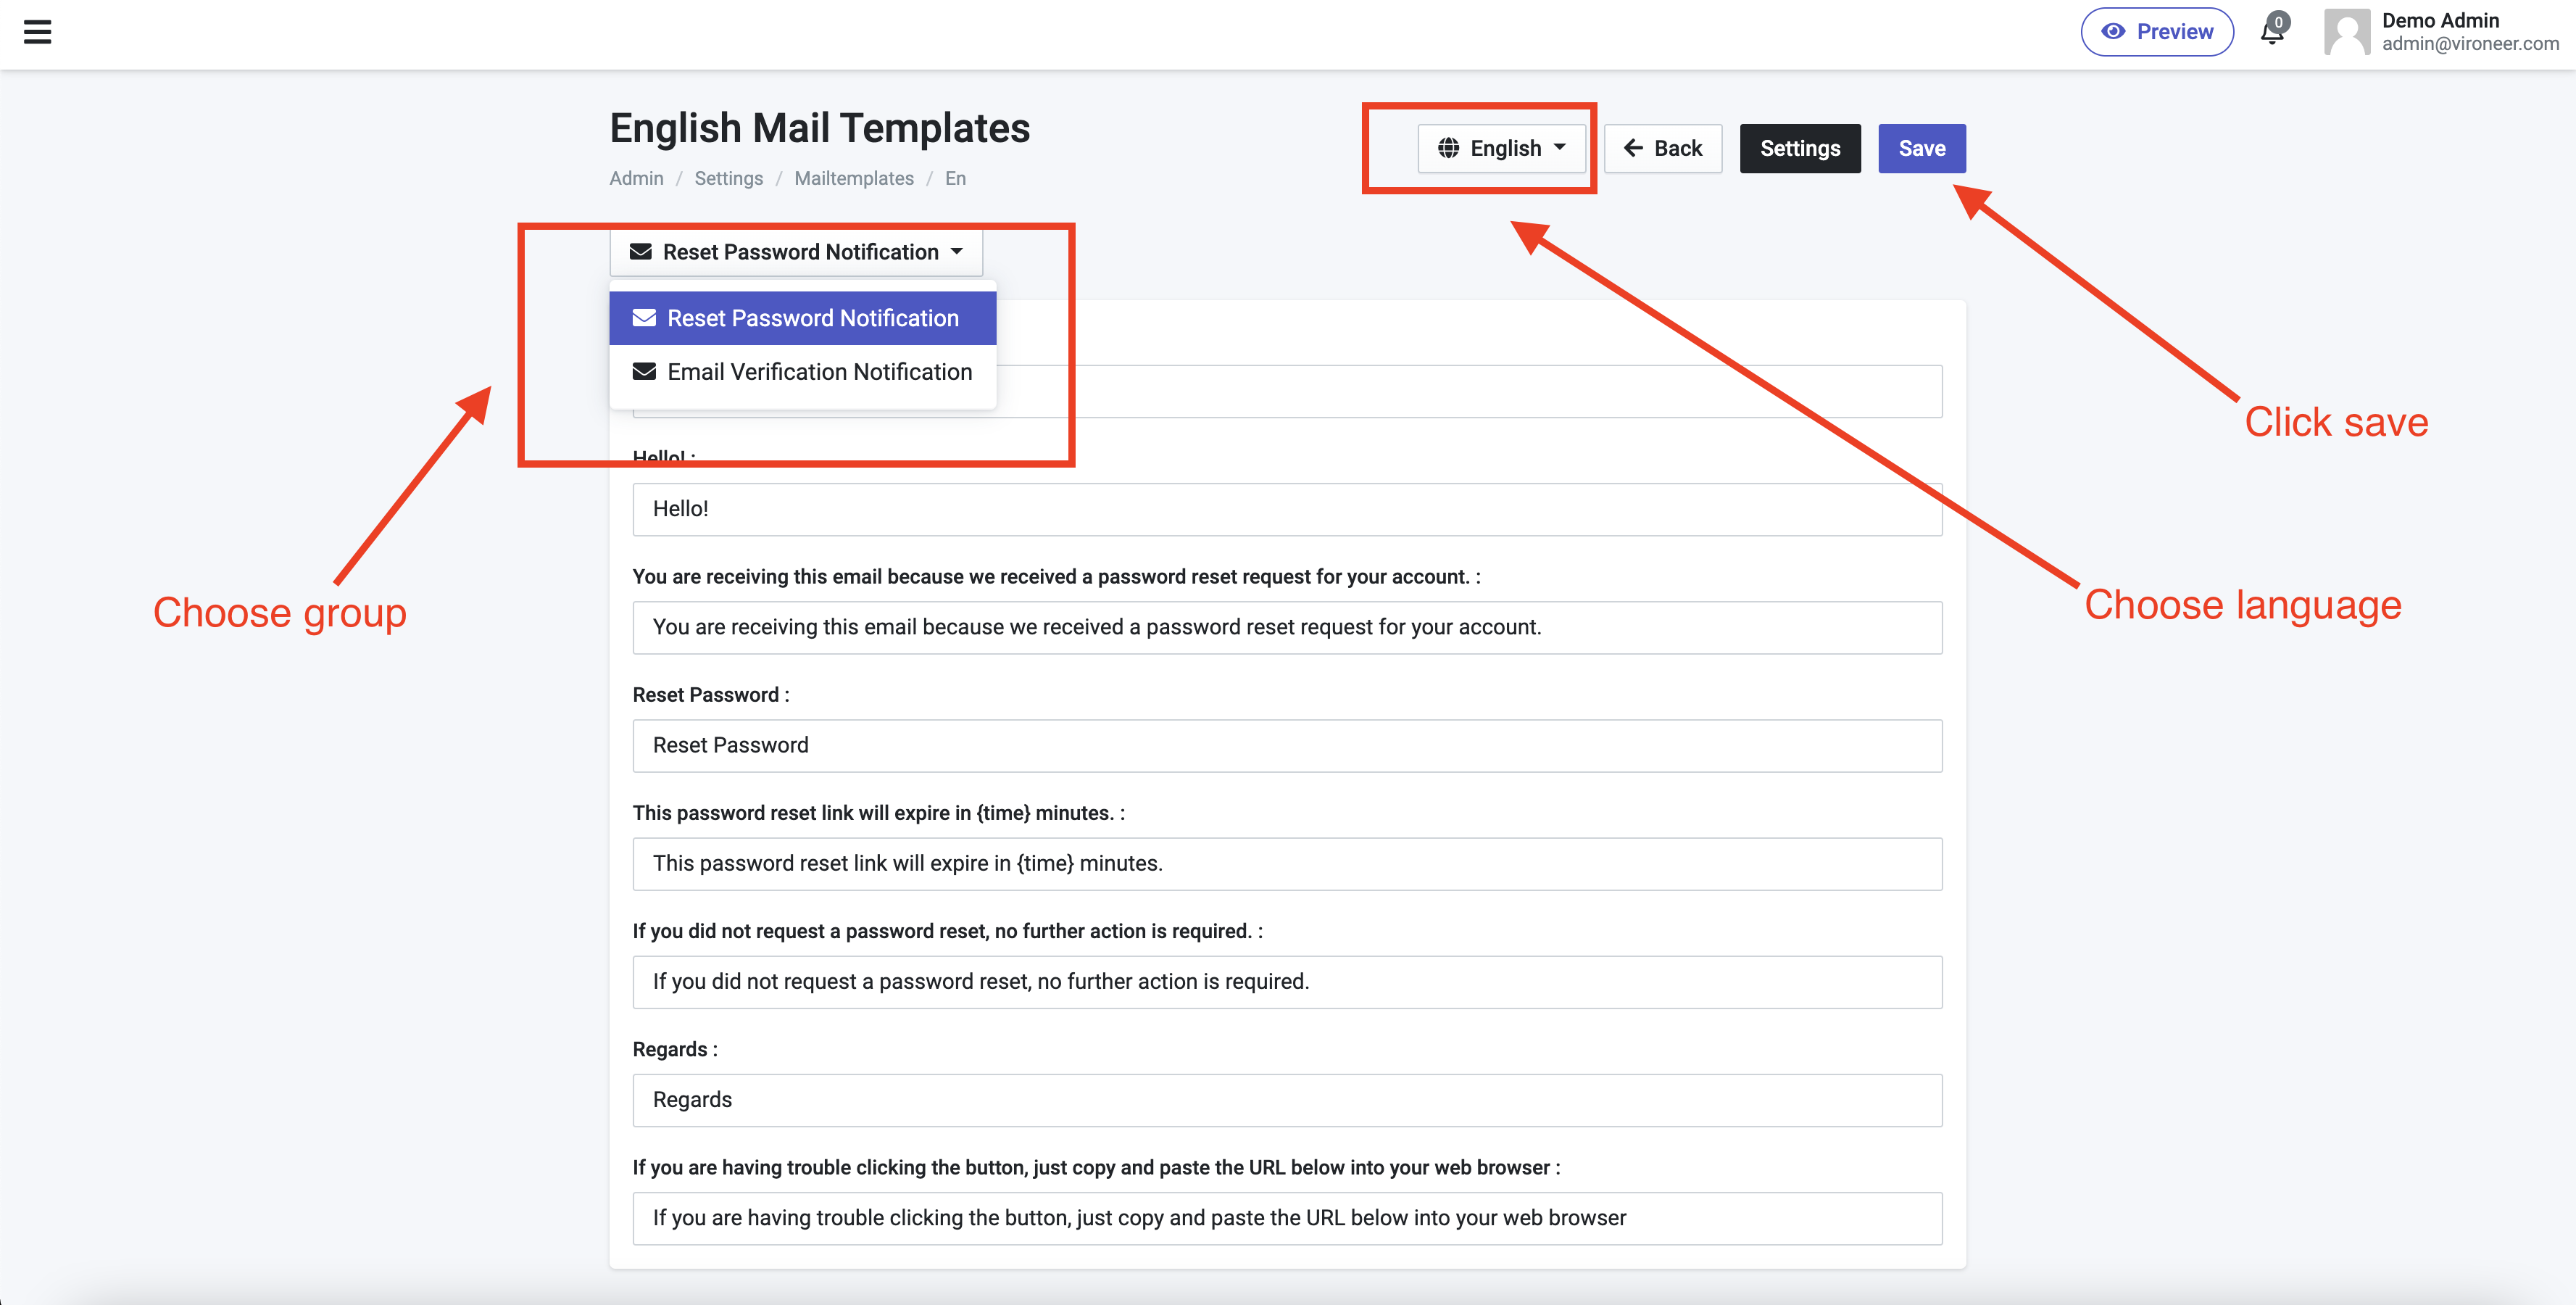 Preview
0
Demo Admin
admin@vironeer.com
English Mail Templates
English
Back
Settings
Save
Admin / Settings / Mailtemplates / En
Reset Password Notification
Reset Password Notification
Email Verification Notification
Click save
Hello! :
Hello!
You are receiving this email because we received a password reset request for your account. :
Choose group
Choose language
You are receiving this email because we received a password reset request for your account.
Reset Password :
Reset Password
This password reset link will expire in {time} minutes. :
This password reset link will expire in {time} minutes.
If you did not request a password reset, no further action is required. :
If you did not request a password reset, no further action is required.
Regards :
Regards
If you are having trouble clicking the button, just copy and paste the URL below into your web browser :
If you are having trouble clicking the button, just copy and paste the URL below into your web browser